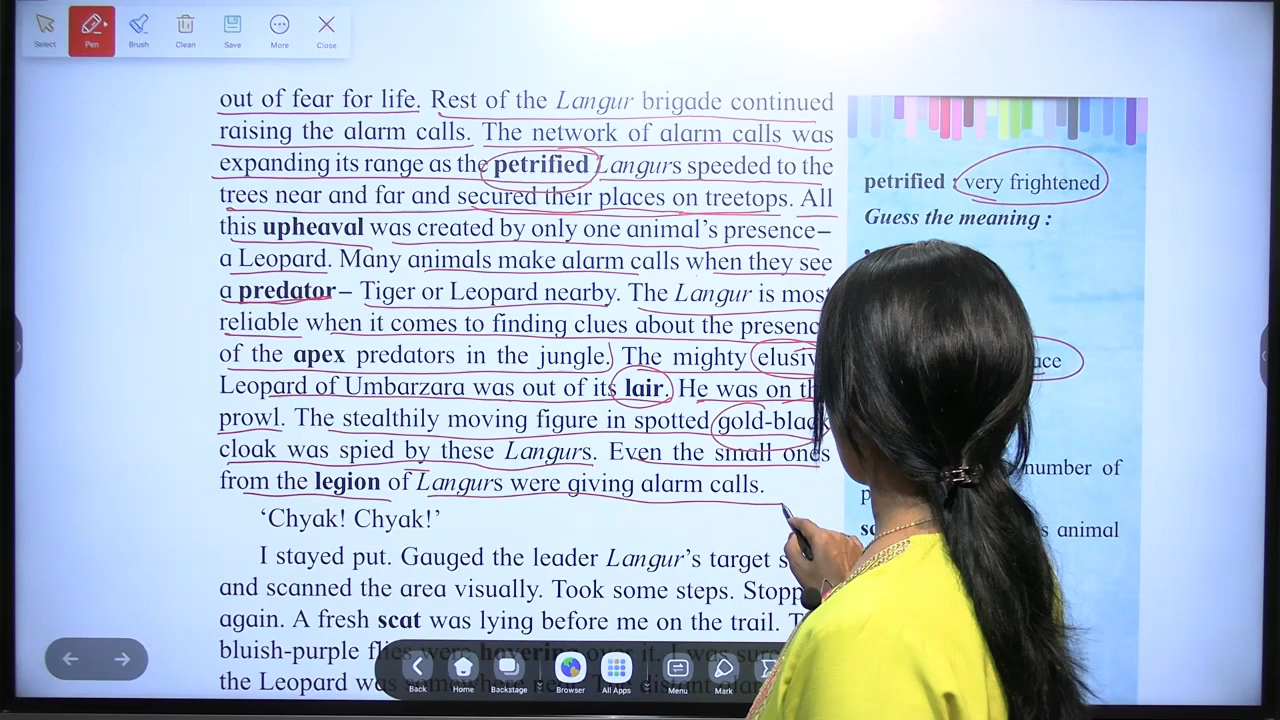 Select Pen Brush Clean Save More Close
out of fear for life. Rest of the Langur brigade continued
raising the alarm calls. The network of alarm calls was
expanding its range as the petrified Langurs speeded to the
trees near and far and secured their places on treetops. All
this upheaval was created by only one animal's presence–
a Leopard. Many animals make alarm calls when they see
a predator– Tiger or Leopard nearby. The Langur is most
reliable when it comes to finding clues about the
of the apex predators in the jungle. The mighty
Leopard of Umbarzara was out of its lair. He was on
prowl. The stealthily moving figure in spotted
cloak was spied by these Langurs. Even the small ones
from the legion of Langurs were giving alarm calls.
'Chyak! Chyak!'
I stayed put. Gauged the leader Langur's target
and scanned the area visually. Took some steps.
again. A fresh scat was lying before me on the trail.
bluish-purple flies were hovering over it. I was
the Leopard was somewhere
petrified : very frightened
Guess the meaning :
number of
animal
Back Home Backstage Browser All Apps Menu Mark